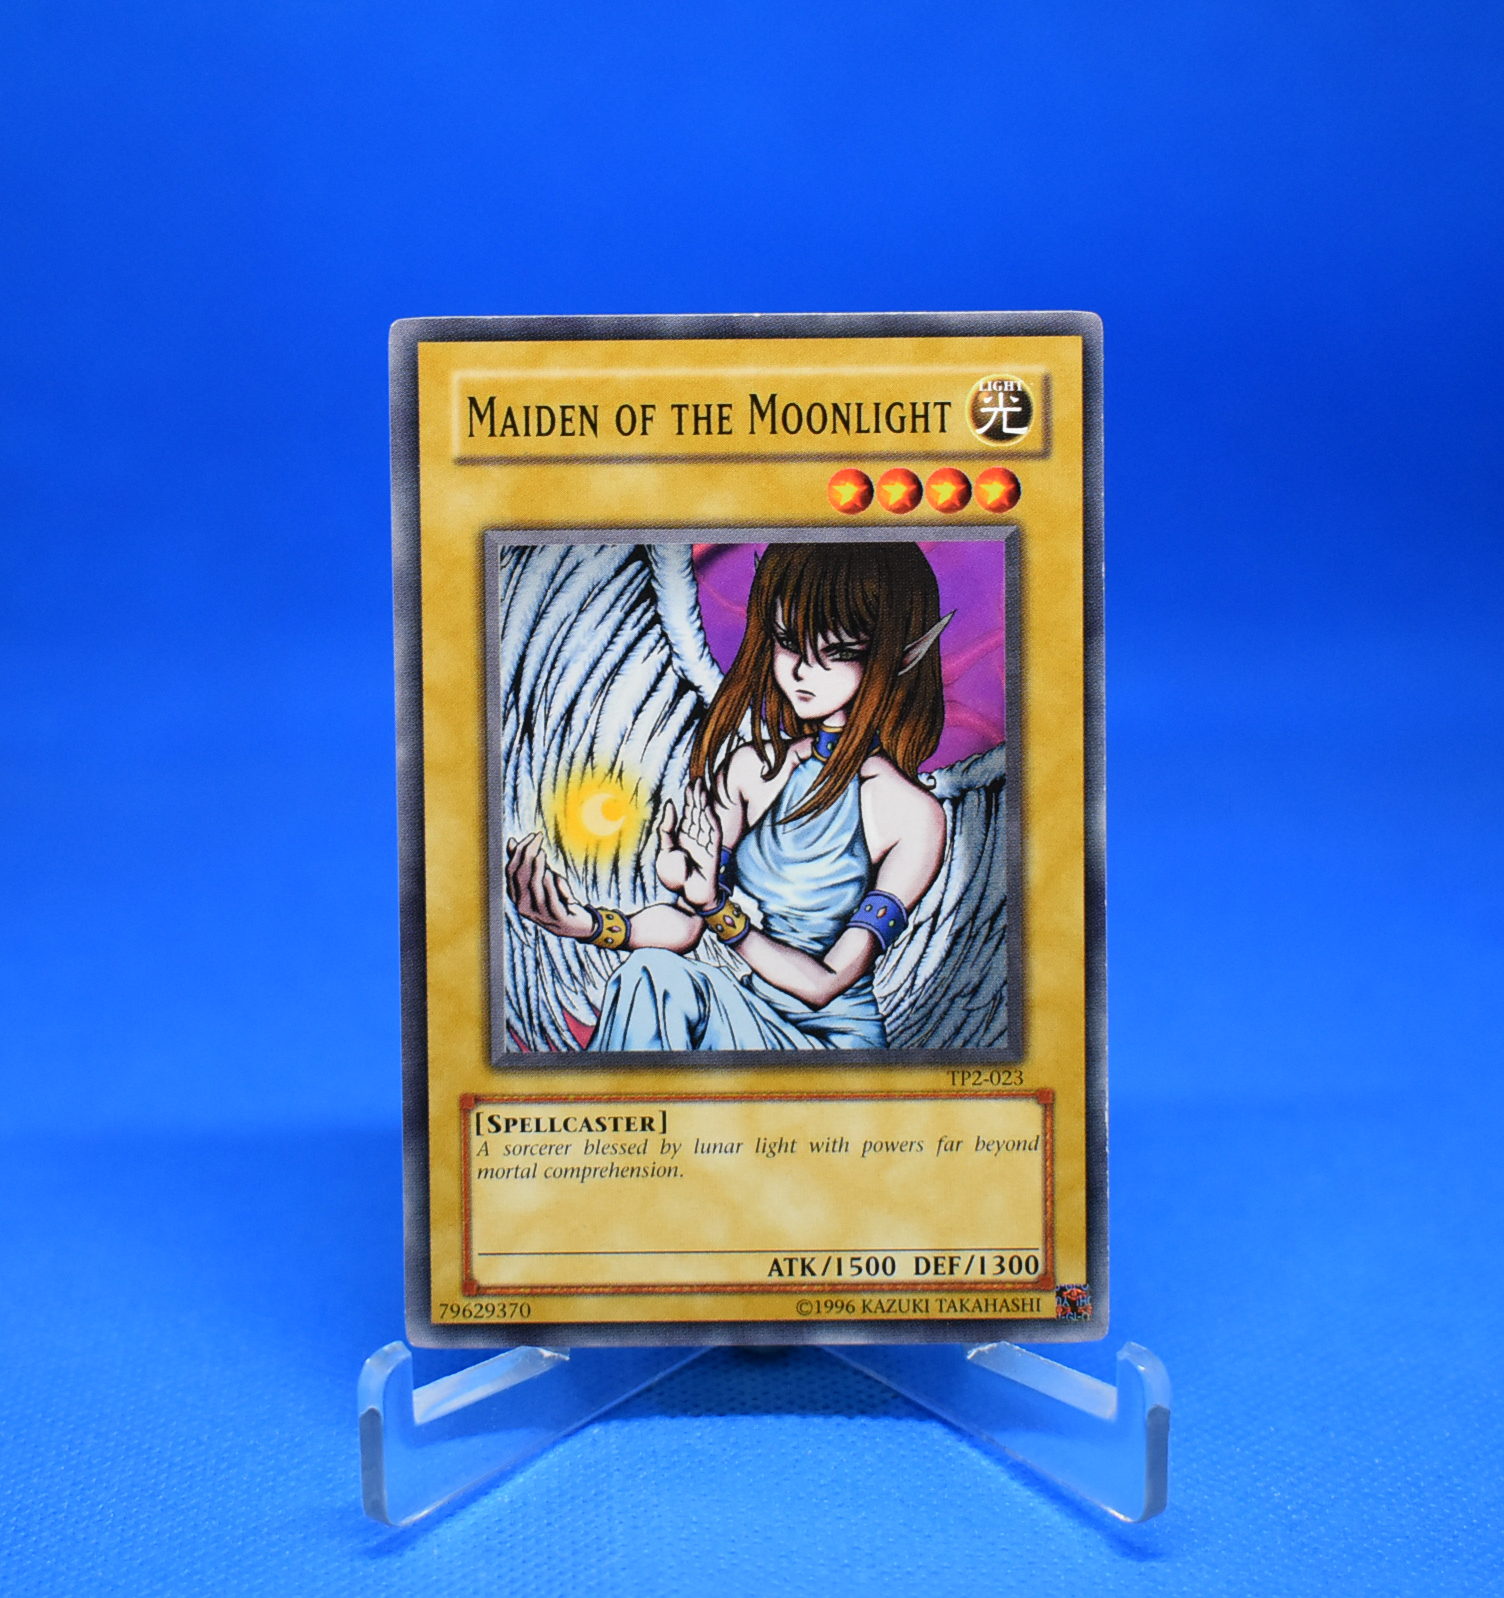 MAIDEN OF THE MOONLIGHT
LIGHT
光
TP2-023
[SPELLCASTER]
A sorcerer blessed by lunar light with powers far beyond
mortal comprehension.
ATK/1500 DEF/1300
79629370
©1996 KAZUKI TAKAHASHI